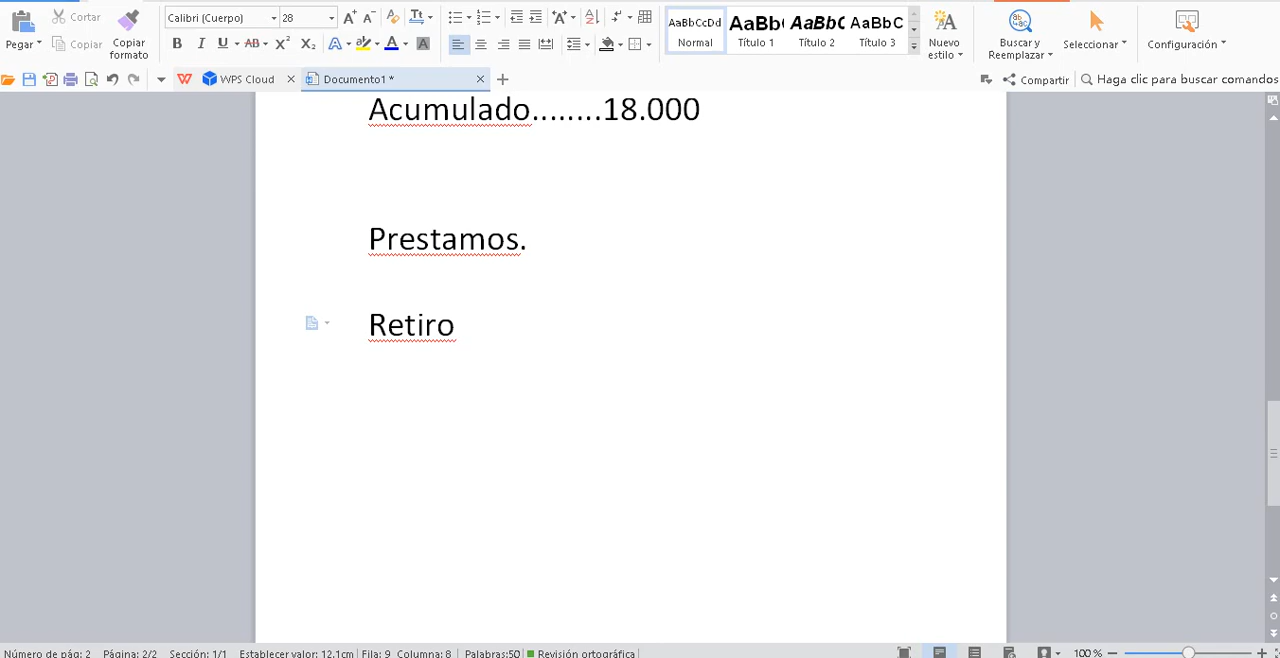 Calibri (Cuerpo) 28 AaBbCcDd AaBb AaBbC AaBbC
Pegar Cortar Copiar Copiar formato B I U AB X² X₂ A A A Normal Título 1 Título 2 Título 3 Nuevo estilo Buscar y Reemplazar Seleccionar Configuración
WPS Cloud Documento1 * Compartir Haga clic para buscar comandos
Acumulado........18.000
Prestamos.
Retiro
Número de pág: 2 Página: 2/2 Sección: 1/1 Establecer valor: 12.1cm Fila: 9 Columna: 8 Palabras:50 Revisión ortográfica 100 %